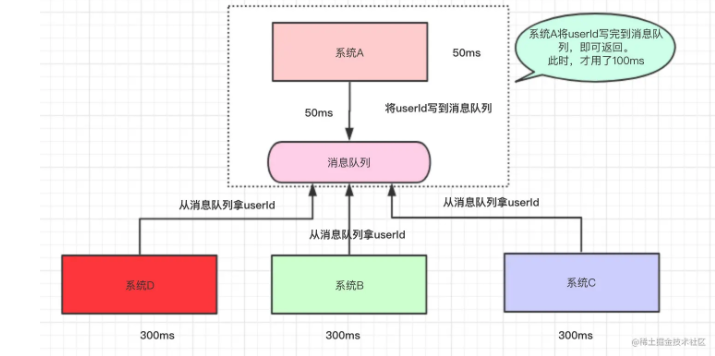 系统A
50ms
系统A将userId写完到消息队
列，即可返回。
此时，才用了100ms
50ms
将userId写到消息队列
消息队列
从消息队列拿userId
从消息队列拿userId
从消息队列拿userId
系统D
系统B
系统C
300ms
300ms
300ms
@稀土掘金技术社区